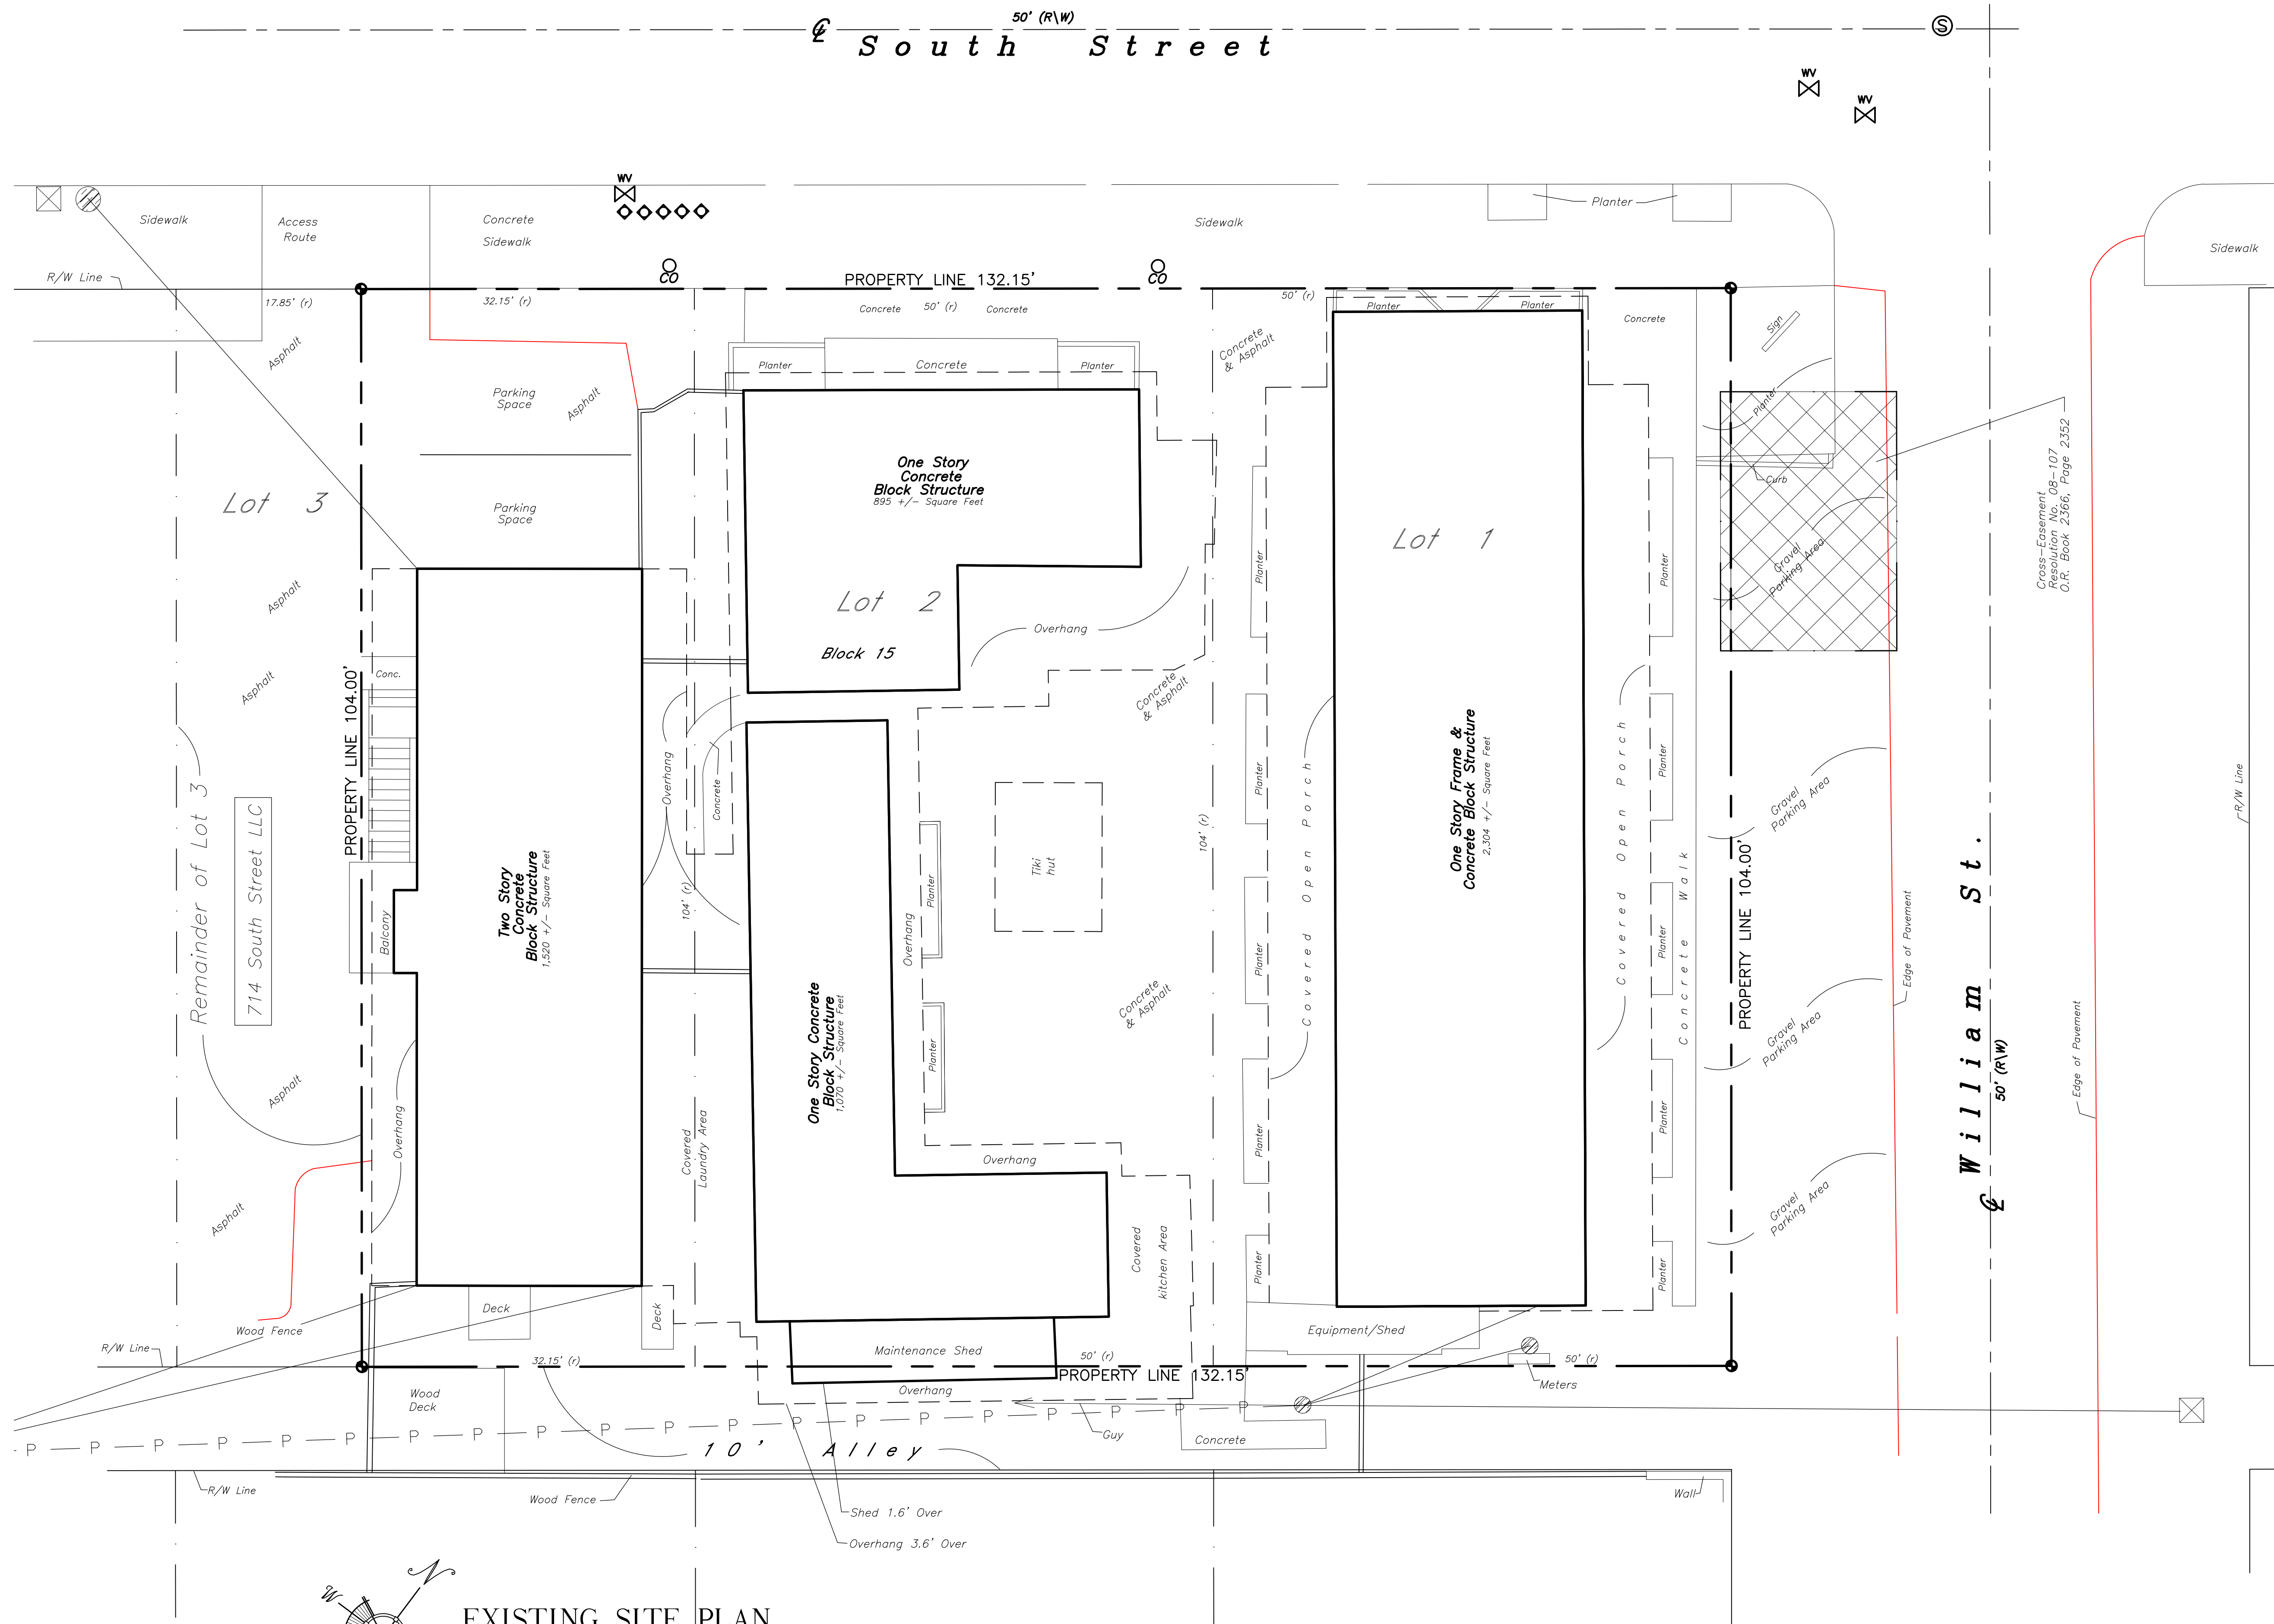 50' (R\W)
℄ South Street
S
WV
WV
WV
Sidewalk
Access
Route
Concrete
Sidewalk
Sidewalk
Planter
Sidewalk
R/W Line
CO
CO
PROPERTY LINE 132.15'
17.85' (r)
32.15' (r)
Concrete
50' (r)
Concrete
50' (r)
Planter
Planter
Concrete
Sign
Asphalt
Parking
Space
Asphalt
Planter
Concrete
Planter
Concrete
& Asphalt
Planter
Curb
Cross-Easement
Resolution No. 08-107
O.R. Book 2366, Page 2352
Lot 3
Parking
Space
One Story
Concrete
Block Structure
895 +/- Square Feet
Lot 1
Planter
Planter
Gravel
Parking Area
Asphalt
Lot 2
Block 15
Overhang
Asphalt
Conc.
PROPERTY LINE 104.00'
Concrete
& Asphalt
Remainder of Lot 3
714 South Street LLC
Two Story
Concrete
Block Structure
1,520 +/- Square Feet
Balcony
Overhang
Concrete
104' (r)
Overhang
Planter
Tiki
hut
104' (r)
Planter
Covered Open Porch
One Story Frame &
Concrete Block Structure
2,304 +/- Square Feet
Covered Open Porch
Planter
Concrete Walk
PROPERTY LINE 104.00'
Gravel
Parking Area
R/W Line
Planter
Planter
Edge of Pavement
℄ William St.
50' (R\W)
Edge of Pavement
Concrete
& Asphalt
Gravel
Parking Area
One Story Concrete
Block Structure
1,070 +/- Square Feet
Planter
Asphalt
Overhang
Covered
Laundry Area
Overhang
Planter
Planter
Gravel
Parking Area
Asphalt
Covered
kitchen Area
Planter
Planter
Wood Fence
Deck
Deck
Equipment/Shed
R/W Line
32.15' (r)
Maintenance Shed
50' (r)
50' (r)
PROPERTY LINE 132.15'
Meters
Wood
Deck
Overhang
P P P P P P P P P P P P P P P P P P P P
Guy
Concrete
10' Alley
R/W Line
Wood Fence
Wall
Shed 1.6' Over
Overhang 3.6' Over
N
W
EXISTING SITE PLAN